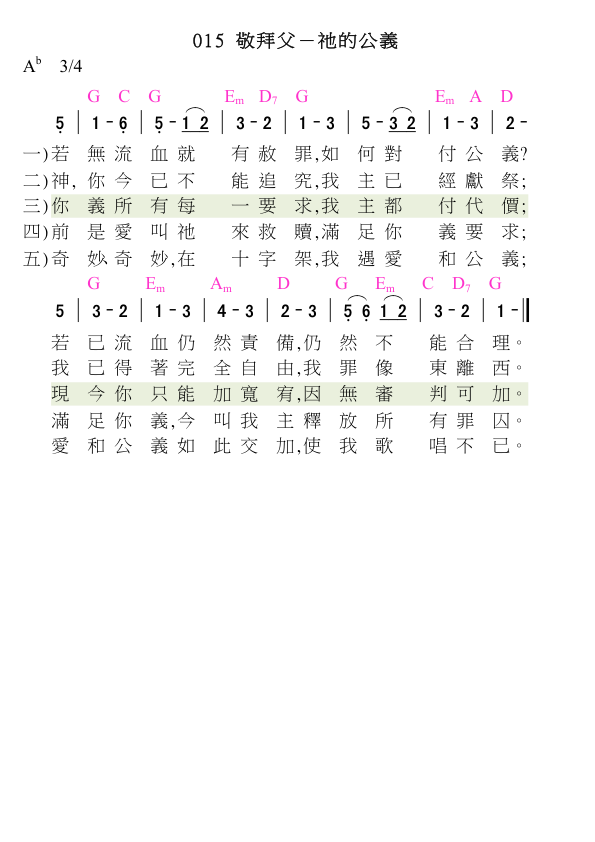 015 敬拜父－祂的公義
Ab 3/4
G C G Em D7 G Em A D
5 | 1 - 6 | 5 - 1 2 | 3 - 2 | 1 - 3 | 5 - 3 2 | 1 - 3 | 2 -
一)若 無 流 血 就 有 赦 罪,如 何 對 付 公 義?
二)神, 你 今 已 不 能 追 究,我 主 已 經 獻 祭;
三)你 義 所 有 每 一 要 求,我 主 都 付 代 價;
四)前 是 愛 叫 祂 來 救 贖,滿 足 你 義 要 求;
五)奇 妙,奇 妙,在 十 字 架,我 遇 愛 和 公 義;
G Em Am D G Em C D7 G
5 | 3 - 2 | 1 - 3 | 4 - 3 | 2 - 3 | 5 6 1 2 | 3 - 2 | 1 - ||
若 已 流 血 仍 然 責 備,仍 然 不 能 合 理。
我 已 得 著 完 全 自 由,我 罪 像 東 離 西。
現 今 你 只 能 加 寬 宥,因 無 審 判 可 加。
滿 足 你 義,今 叫 我 主 釋 放 所 有 罪 囚。
愛 和 公 義 如 此 交 加,使 我 歌 唱 不 已。